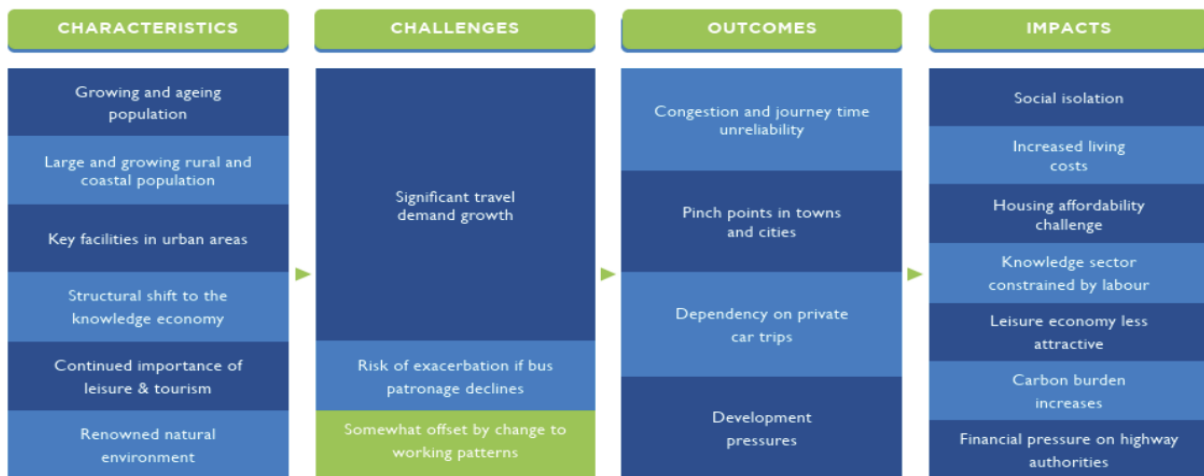 CHARACTERISTICS
Growing and ageing
population
Large and growing rural and
coastal population
Key facilities in urban areas
Structural shift to the
knowledge economy
Continued importance of
leisure & tourism
Renowned natural
environment
CHALLENGES
Significant travel
demand growth
Risk of exacerbation if bus
patronage declines
Somewhat offset by change to
working patterns
OUTCOMES
Congestion and journey time
unreliability
Pinch points in towns
and cities
Dependency on private
car trips
Development
pressures
IMPACTS
Social isolation
Increased living
costs
Housing affordability
challenge
Knowledge sector
constrained by labour
Leisure economy less
attractive
Carbon burden
increases
Financial pressure on highway
authorities